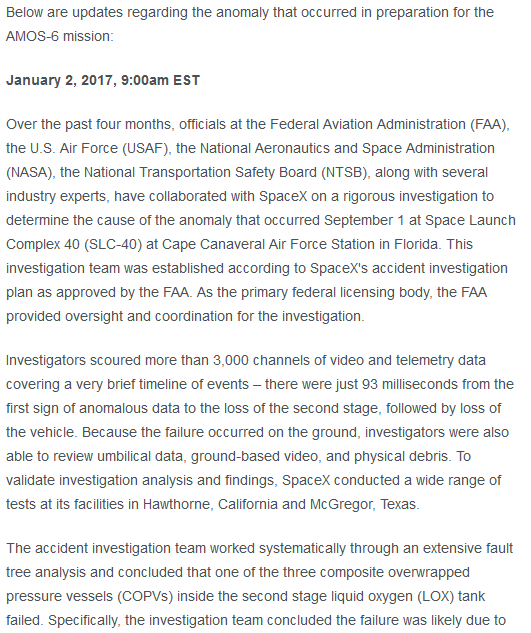 Below are updates regarding the anomaly that occurred in preparation for the
AMOS-6 mission:
January 2, 2017, 9:00am EST
Over the past four months, officials at the Federal Aviation Administration (FAA),
the U.S. Air Force (USAF), the National Aeronautics and Space Administration
(NASA), the National Transportation Safety Board (NTSB), along with several
industry experts, have collaborated with SpaceX on a rigorous investigation to
determine the cause of the anomaly that occurred September 1 at Space Launch
Complex 40 (SLC-40) at Cape Canaveral Air Force Station in Florida. This
investigation team was established according to SpaceX's accident investigation
plan as approved by the FAA. As the primary federal licensing body, the FAA
provided oversight and coordination for the investigation.
Investigators scoured more than 3,000 channels of video and telemetry data
covering a very brief timeline of events – there were just 93 milliseconds from the
first sign of anomalous data to the loss of the second stage, followed by loss of
the vehicle. Because the failure occurred on the ground, investigators were also
able to review umbilical data, ground-based video, and physical debris. To
validate investigation analysis and findings, SpaceX conducted a wide range of
tests at its facilities in Hawthorne, California and McGregor, Texas.
The accident investigation team worked systematically through an extensive fault
tree analysis and concluded that one of the three composite overwrapped
pressure vessels (COPVs) inside the second stage liquid oxygen (LOX) tank
failed. Specifically, the investigation team concluded the failure was likely due to